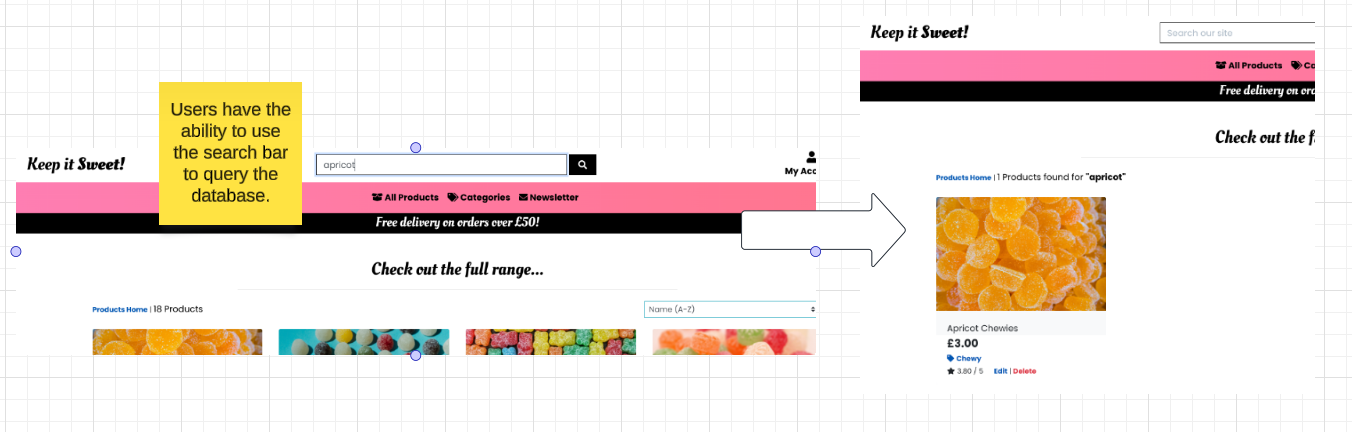 Users have the
ability to use
the search bar
to query the
database.
Keep it Sweet!
apricot
My Acc
All Products Categories Newsletter
Free delivery on orders over £50!
Check out the full range...
Products Home | 18 Products
Name (A-Z)
Keep it Sweet!
Search our site
All Products Ca
Free delivery on ord
Check out the f
Products Home | 1 Products found for "apricot"
Apricot Chewies
£3.00
Chewy
3.80 / 5 Edit | Delete